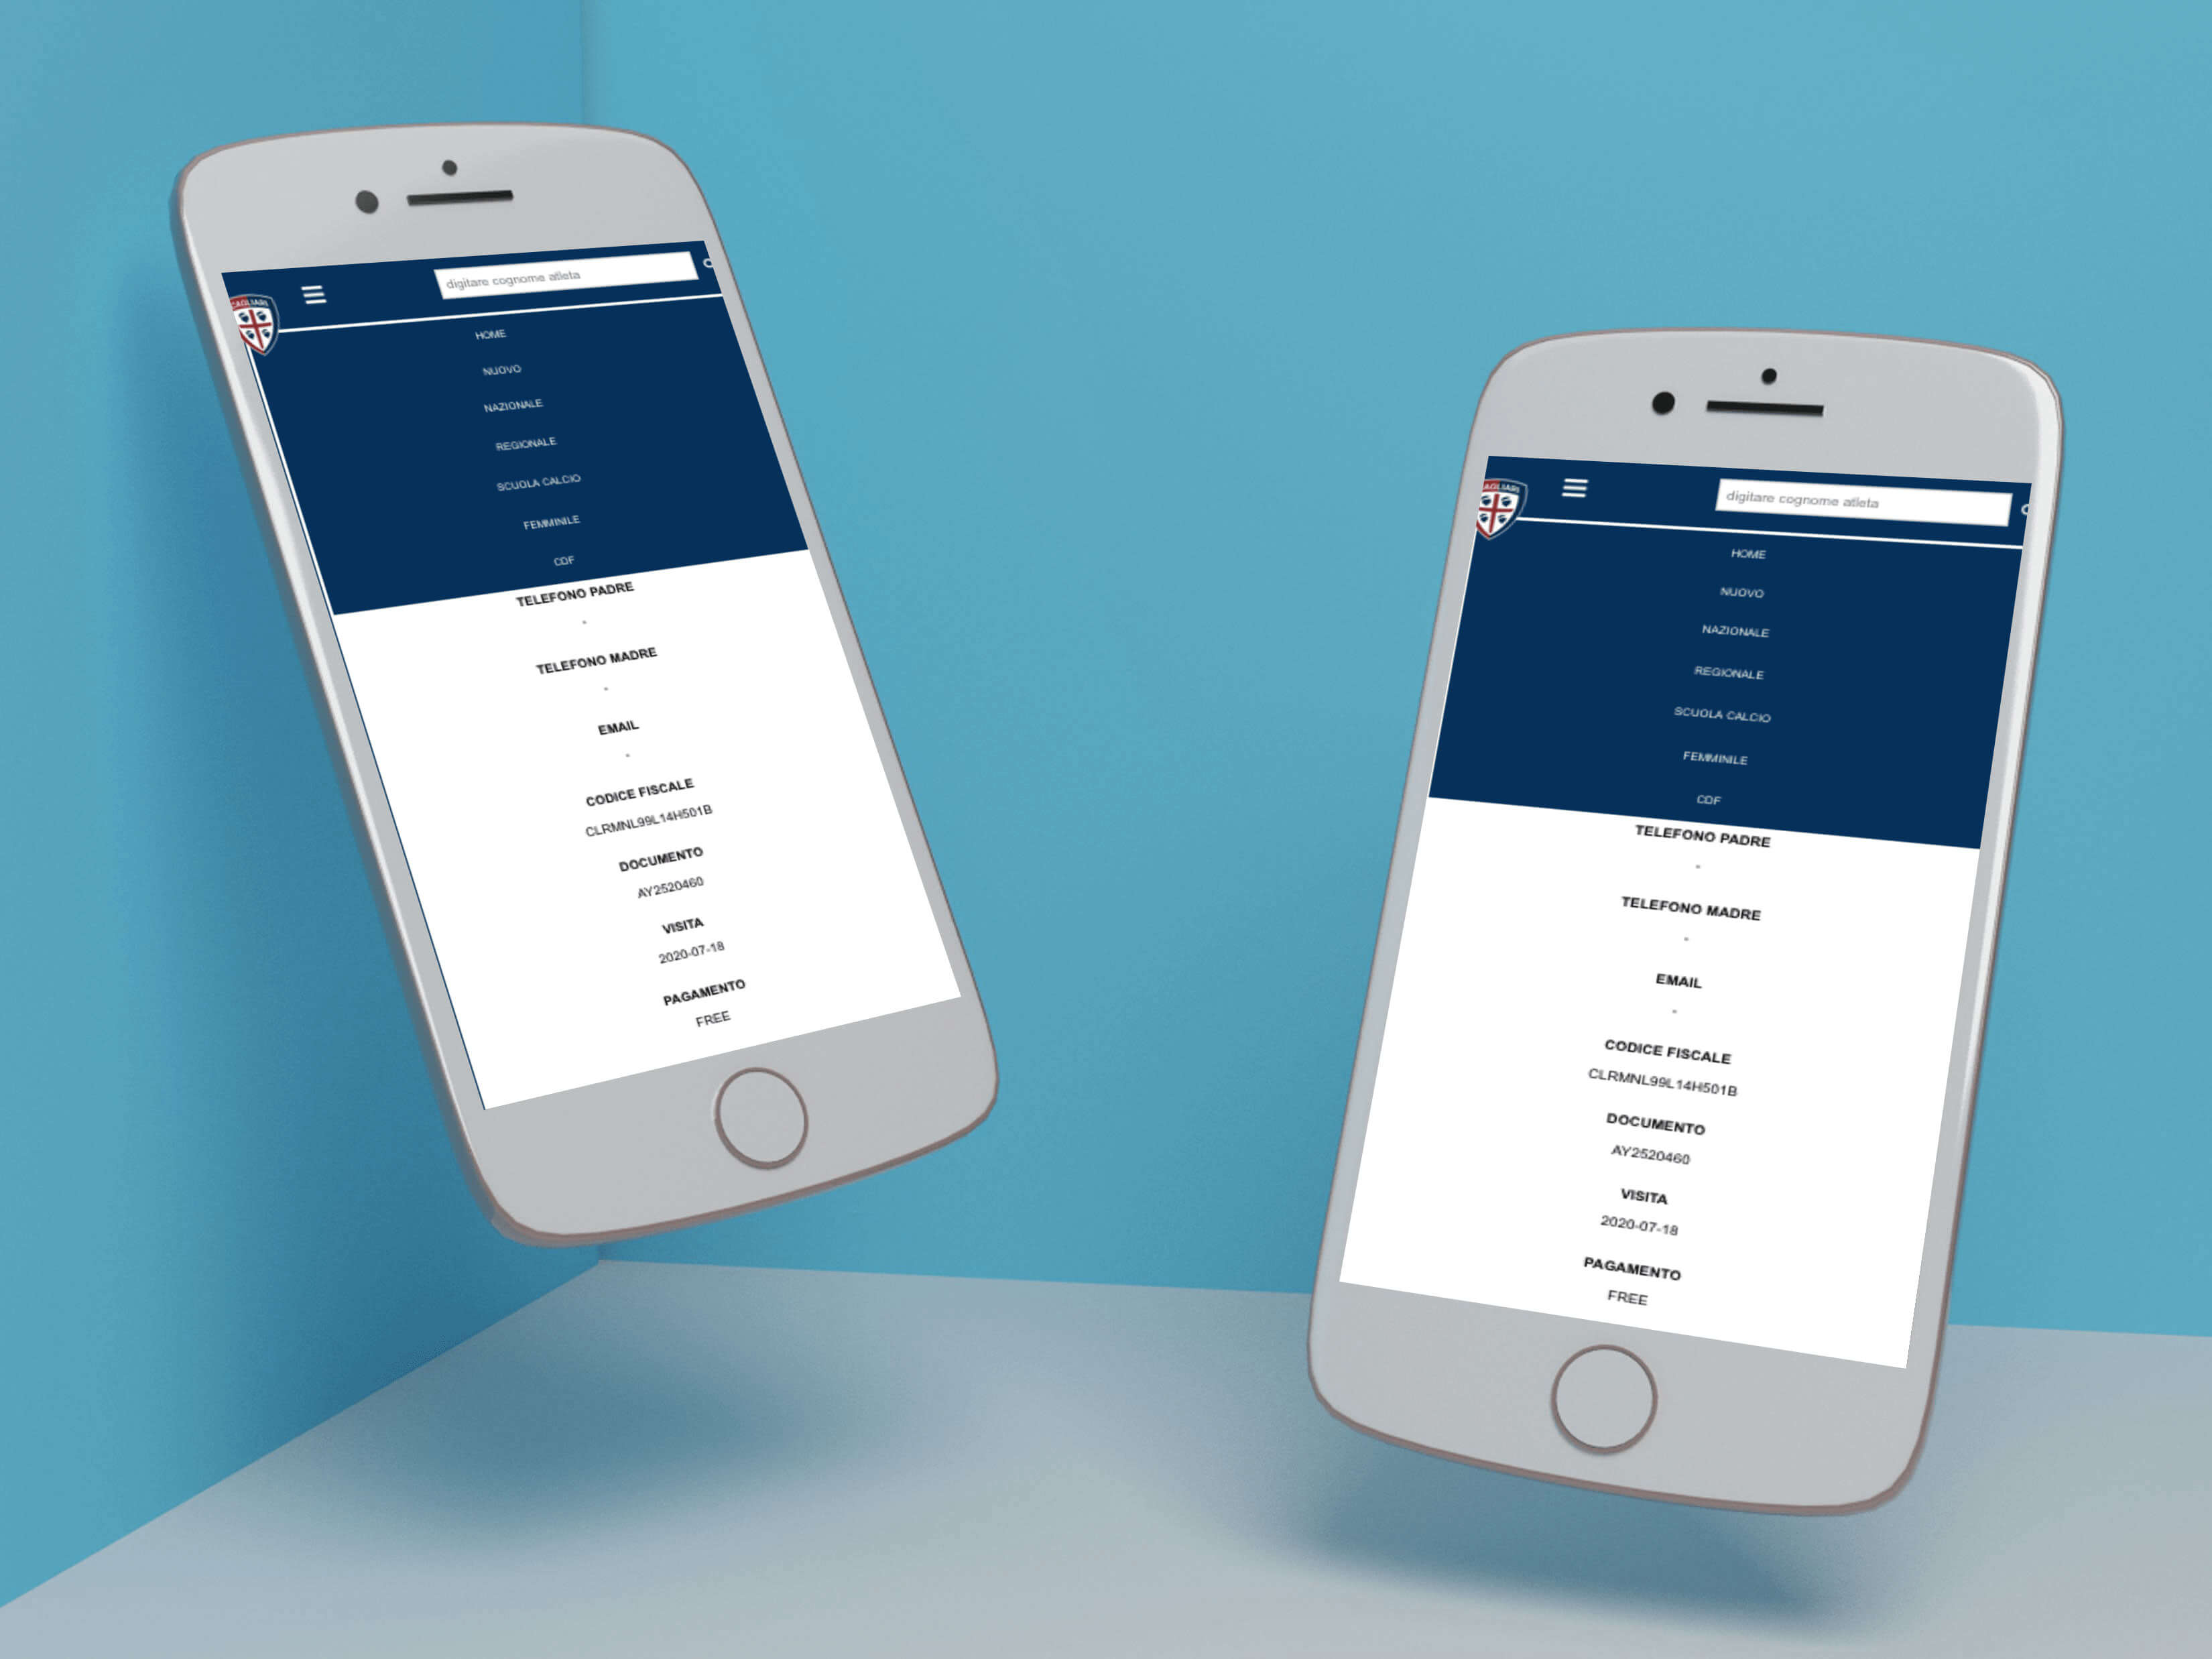 digitare cognome atleta
CAGLIARI
HOME
NUOVO
NAZIONALE
REGIONALE
SCUOLA CALCIO
FEMMINILE
CDF
TELEFONO PADRE
-
TELEFONO MADRE
-
EMAIL
-
CODICE FISCALE
CLRMNL99L14H501B
DOCUMENTO
AY2520460
VISITA
2020-07-18
PAGAMENTO
FREE
digitare cognome atleta
AGLIARI
HOME
NUOVO
NAZIONALE
REGIONALE
SCUOLA CALCIO
FEMMINILE
CDF
TELEFONO PADRE
-
TELEFONO MADRE
-
EMAIL
-
CODICE FISCALE
CLRMNL99L14H501B
DOCUMENTO
AY2520460
VISITA
2020-07-18
PAGAMENTO
FREE